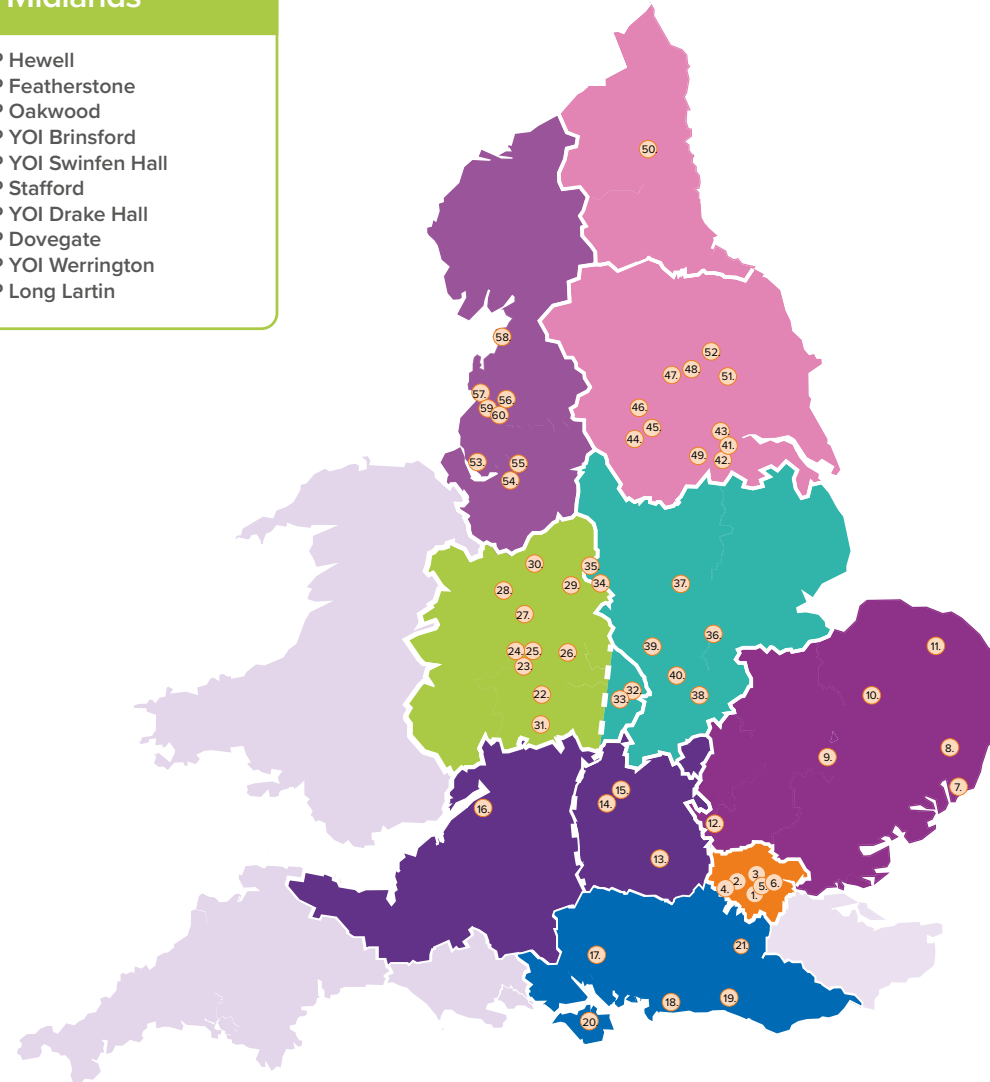 Midlands
P Hewell
P Featherstone
P Oakwood
P YOI Brinsford
P YOI Swinfen Hall
P Stafford
P YOI Drake Hall
P Dovegate
P YOI Werrington
P Long Lartin
50.
58.
52.
47. 48. 51.
57. 56.
59. 60.
46.
45.
44.
43.
41.
49. 42.
53. 55.
54.
30. 35.
28. 29. 34.
37.
27.
36.
24. 25. 26.
39.
11.
23.
40.
22.
32.
33.
38.
10.
31.
8.
9.
7.
15.
16. 14.
12.
13.
3.
4. 2. 5. 6.
1.
21.
17.
18. 19.
20.